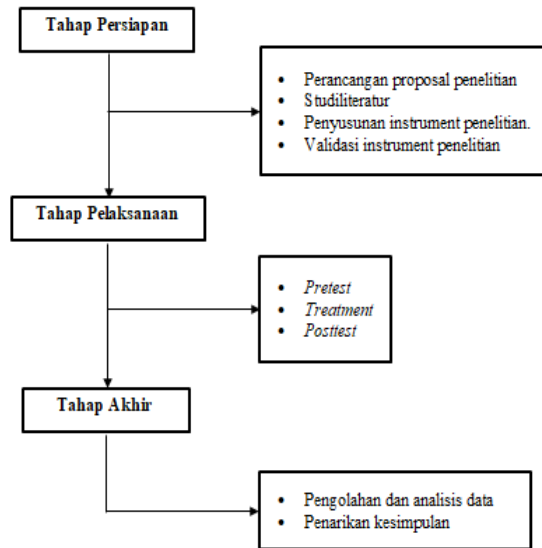 Tahap Persiapan
• Perancangan proposal penelitian
• Studiliteratur
• Penyusunan instrument penelitian.
• Validasi instrument penelitian
Tahap Pelaksanaan
• Pretest
• Treatment
• Posttest
Tahap Akhir
• Pengolahan dan analisis data
• Penarikan kesimpulan